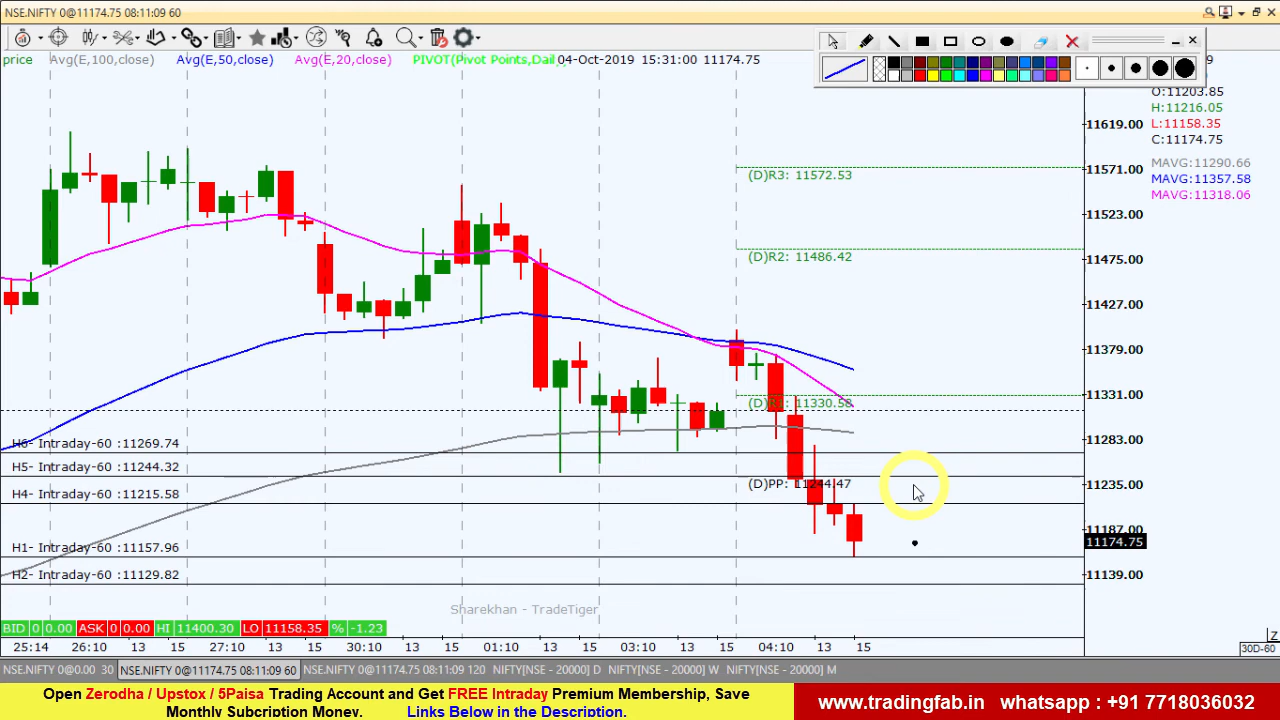 NSE.NIFTY 0@11174.75 08:11:09 60
price Avg(E,100,close) Avg(E,50,close) Avg(E,20,close) PIVOT(Pivot Points,Dail 04-Oct-2019 15:31:00 11174.75
O:11203.85
H:11216.05
L:11158.35
C:11174.75
MAVG:11290.66
MAVG:11357.58
MAVG:11318.06
11619.00
11571.00
11523.00
11475.00
11427.00
11379.00
11331.00
11283.00
11235.00
11187.00
11174.75
11139.00
(D)R3: 11572.53
(D)R2: 11486.42
(D)R1: 11330.58
(D)PP: 11244.47
H6- Intraday-60 :11269.74
H5- Intraday-60 :11244.32
H4- Intraday-60 :11215.58
H1- Intraday-60 :11157.96
H2- Intraday-60 :11129.82
Sharekhan - TradeTiger
BID 0 0.00 ASK 0 0.00 HI 11400.30 LO 11158.35 % -1.23
25:14 26:10 13 15 27:10 13 15 30:10 13 15 01:10 13 15 03:10 13 15 04:10 13 15
Z
30D-60
NSE.NIFTY 0@0.00 30 NSE.NIFTY 0@11174.75 08:11:09 60 NSE.NIFTY 0@11174.75 08:11:09 120 NIFTY[NSE - 20000] D NIFTY[NSE - 20000] W NIFTY[NSE - 20000] M
Open Zerodha / Upstox / 5Paisa Trading Account and Get FREE Intraday Premium Membership, Save
Monthly Subcription Money. Links Below in the Description.
www.tradingfab.in whatsapp : +91 7718036032